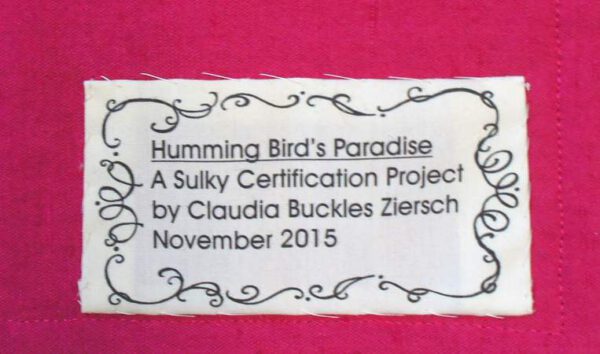 Humming Bird's Paradise
A Sulky Certification Project
by Claudia Buckles Ziersch
November 2015